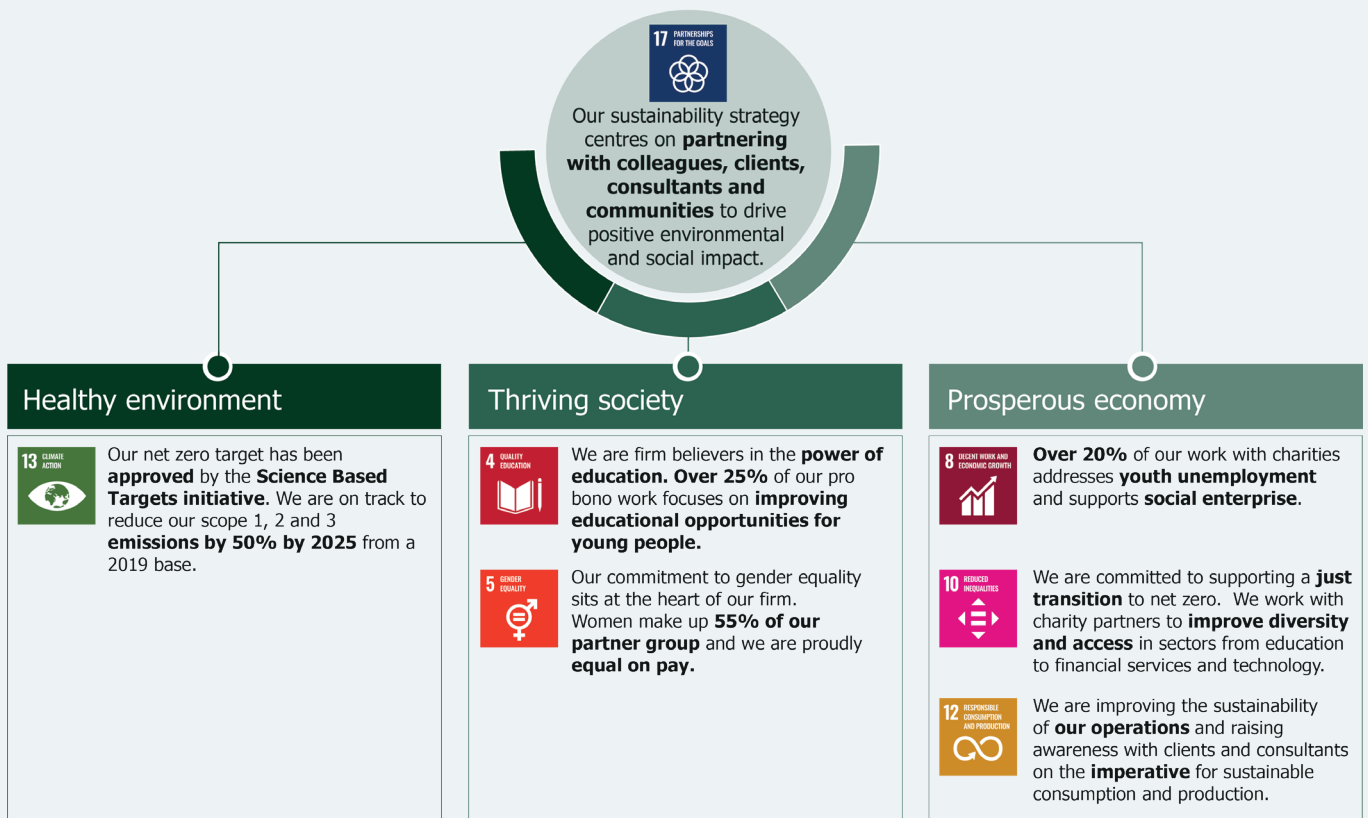 17 PARTNERSHIPS
FOR THE GOALS
Our sustainability strategy
centres on partnering
with colleagues, clients,
consultants and
communities to drive
positive environmental
and social impact.
Healthy environment
13 CLIMATE
ACTION
Our net zero target has been
approved by the Science Based
Targets initiative. We are on track to
reduce our scope 1, 2 and 3
emissions by 50% by 2025 from a
2019 base.
Thriving society
4 QUALITY
EDUCATION
We are firm believers in the power of
education. Over 25% of our pro
bono work focuses on improving
educational opportunities for
young people.
5 GENDER
EQUALITY
Our commitment to gender equality
sits at the heart of our firm.
Women make up 55% of our
partner group and we are proudly
equal on pay.
Prosperous economy
8 DECENT WORK AND
ECONOMIC GROWTH
Over 20% of our work with charities
addresses youth unemployment
and supports social enterprise.
10 REDUCED
INEQUALITIES
We are committed to supporting a just
transition to net zero. We work with
charity partners to improve diversity
and access in sectors from education
to financial services and technology.
12 RESPONSIBLE
CONSUMPTION
AND PRODUCTION
We are improving the sustainability
of our operations and raising
awareness with clients and consultants
on the imperative for sustainable
consumption and production.